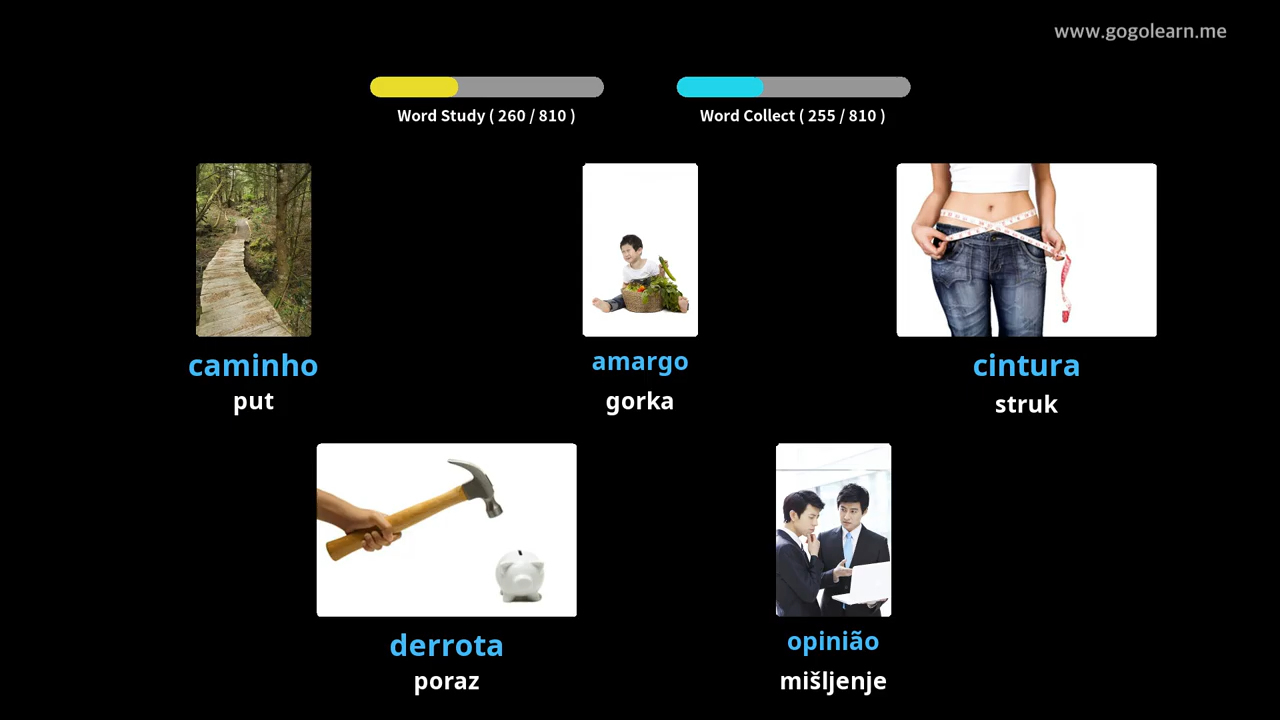 www.gogolearn.me
Word Study ( 260 / 810 )
Word Collect ( 255 / 810 )
caminho
put
amargo
gorka
cintura
struk
derrota
poraz
opinião
mišljenje